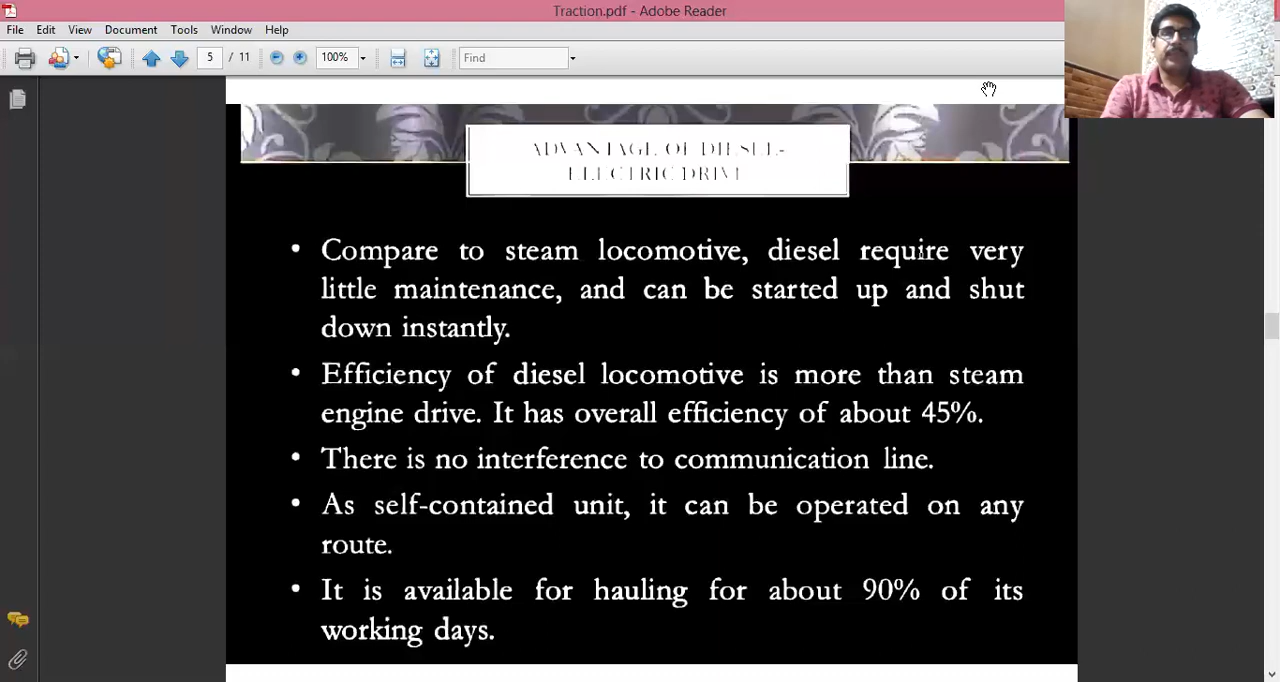 Traction.pdf - Adobe Reader
File Edit View Document Tools Window Help
5 / 11 100% Find
ADVANTAGE OF DIESEL-
ELECTRIC DRIVE
• Compare to steam locomotive, diesel require very
little maintenance, and can be started up and shut
down instantly.
• Efficiency of diesel locomotive is more than steam
engine drive. It has overall efficiency of about 45%.
• There is no interference to communication line.
• As self-contained unit, it can be operated on any
route.
• It is available for hauling for about 90% of its
working days.